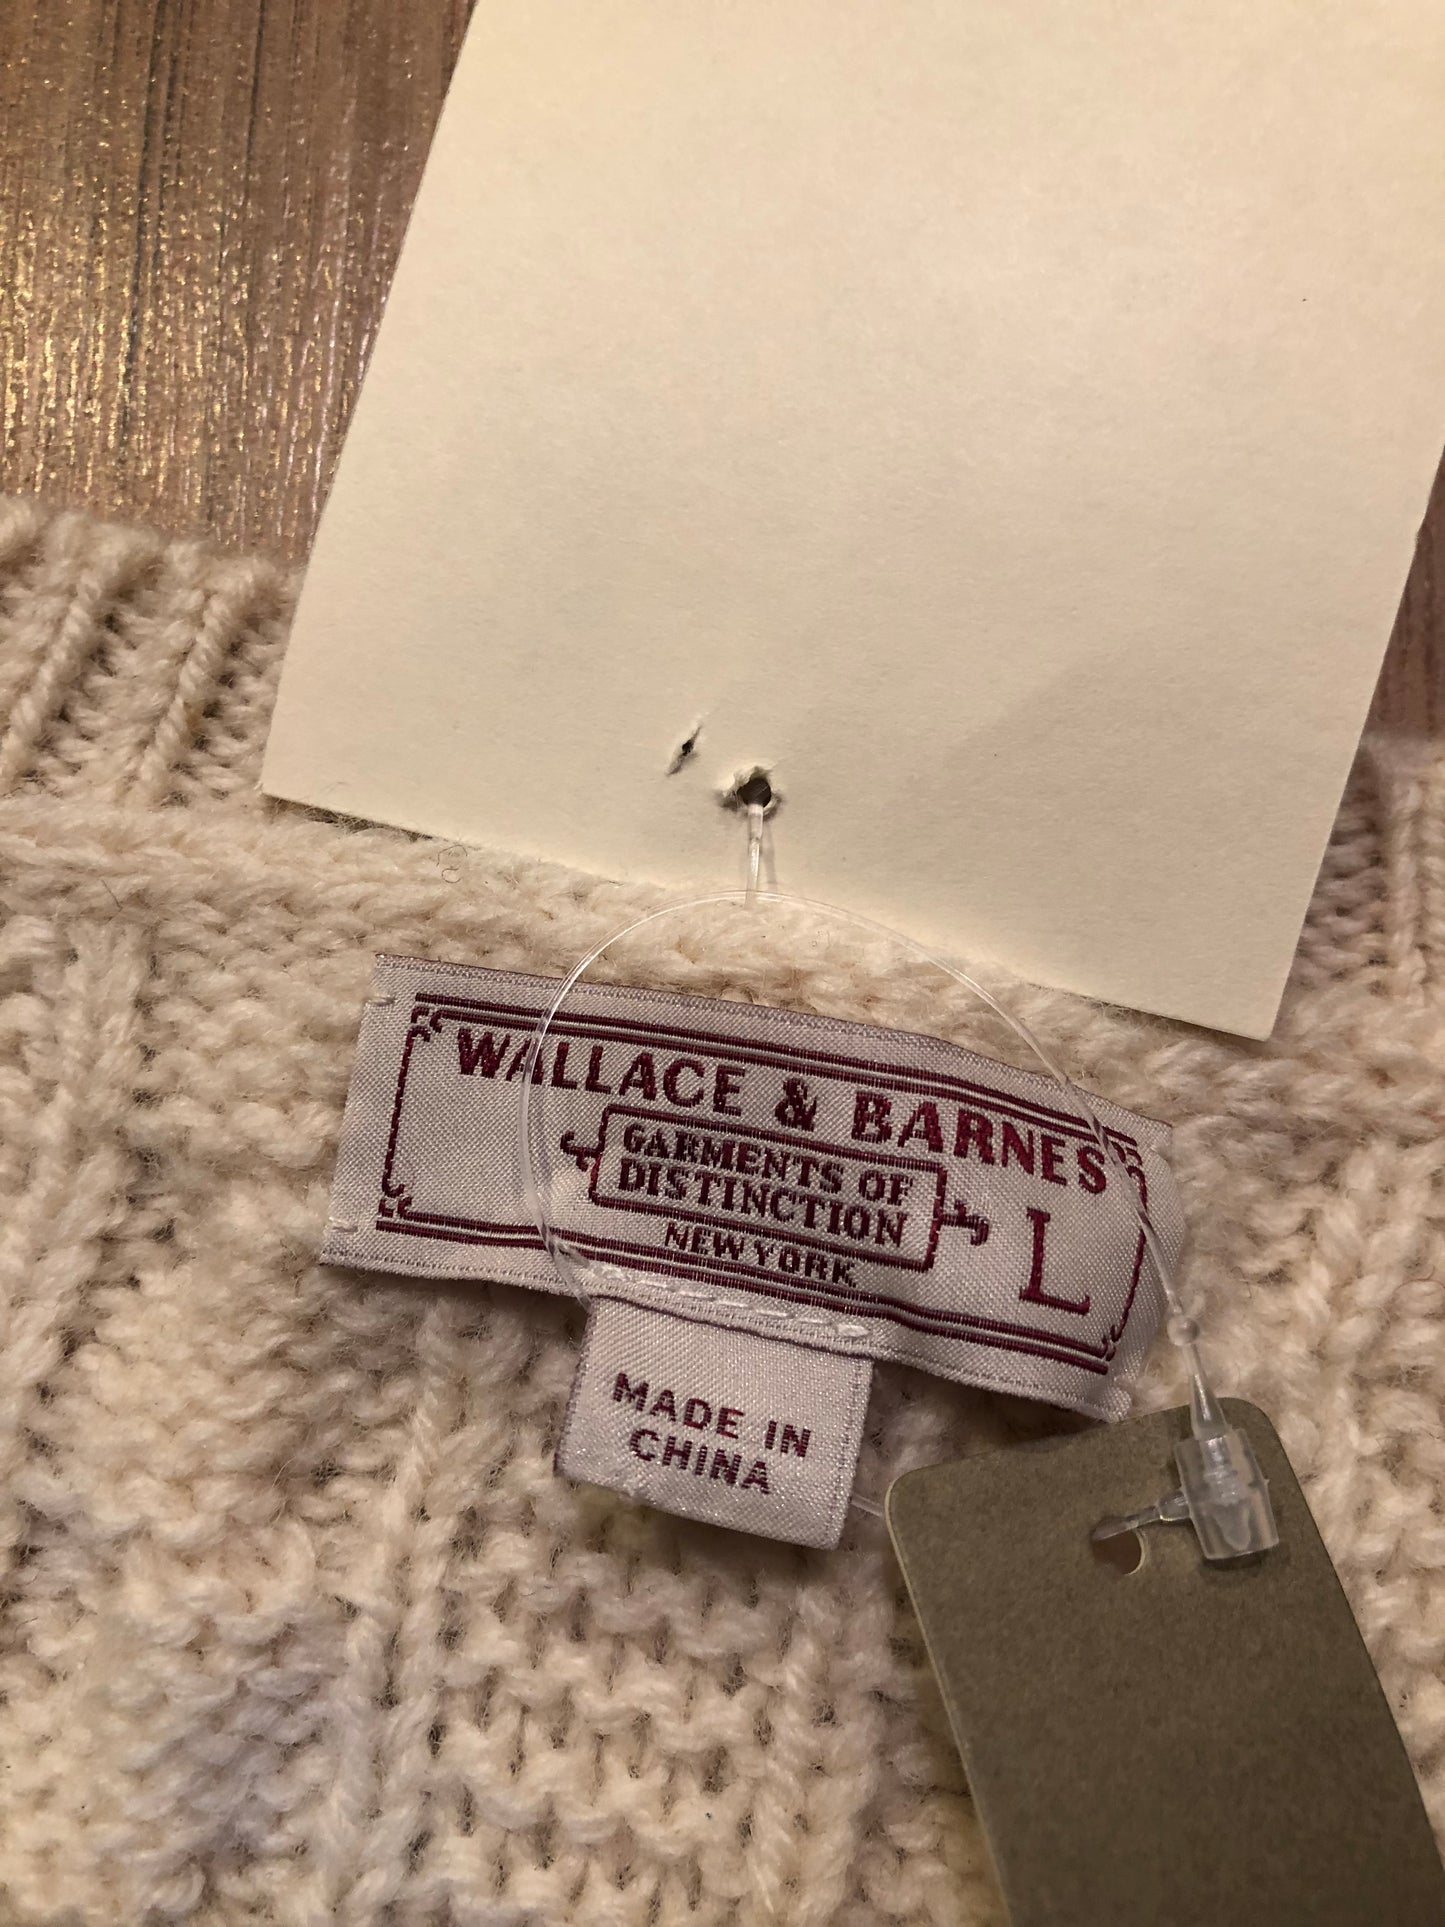 WALLACE & BARNES
GARMENTS OF
DISTINCTION
NEW YORK
L
MADE IN
CHINA